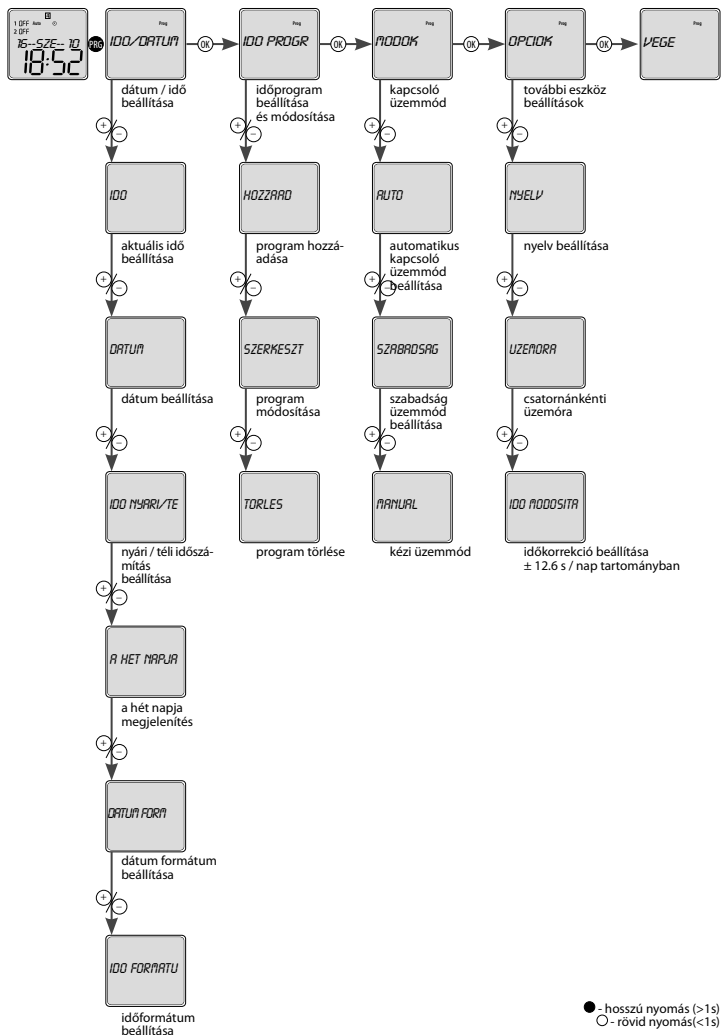 1 OFF Auto
2 OFF
16--SZE-- 10
18:52
PRG
Prog
IDO/DATUM
OK
Prog
IDO PROGR
OK
Prog
MODOK
OK
Prog
OPCIOK
OK
Prog
VEGE
dátum / idő
beállítása
időprogram
beállítása
és módosítása
kapcsoló
üzemmód
további eszköz
beállítások
+
-
+
-
+
-
+
-
IDO
HOZZAAD
AUTO
NYELV
aktuális idő
beállítása
program hozzá-
adása
automatikus
kapcsoló
üzemmód
beállítása
nyelv beállítása
+
-
+
-
+
-
+
-
DATUM
SZERKESZT
SZABADSAG
UZEMORA
dátum beállítása
program
módosítása
szabadság
üzemmód
beállítása
csatornánkénti
üzemóra
+
-
+
-
+
-
+
-
IDO NYARI/TE
TORLES
MANUAL
IDO MODOSITA
nyári / téli időszá-
mítás
beállítása
program törlése
kézi üzemmód
időkorrekció beállítása
± 12.6 s / nap tartományban
+
-
A HET NAPJA
a hét napja
megjelenítés
+
-
DATUM FORM
dátum formátum
beállítása
+
-
IDO FORMATU
időformátum
beállítása
● - hosszú nyomás (>1s)
○ - rövid nyomás(<1s)